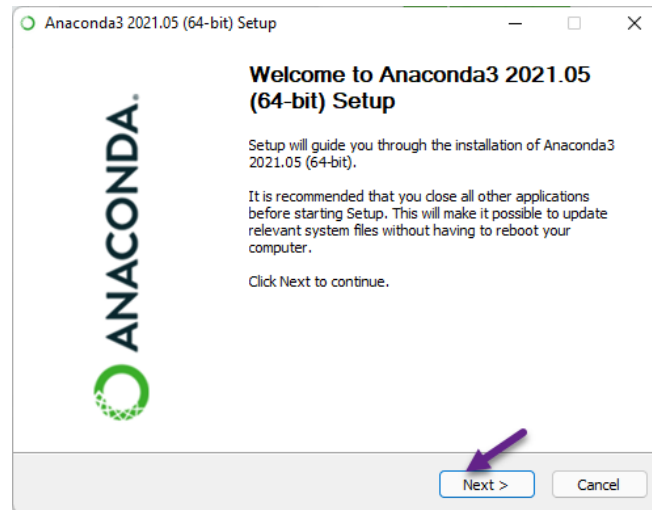 Anaconda3 2021.05 (64-bit) Setup
Welcome to Anaconda3 2021.05
(64-bit) Setup
Setup will guide you through the installation of Anaconda3
2021.05 (64-bit).
It is recommended that you close all other applications
before starting Setup. This will make it possible to update
relevant system files without having to reboot your
computer.
Click Next to continue.
ANACONDA.
Next >
Cancel